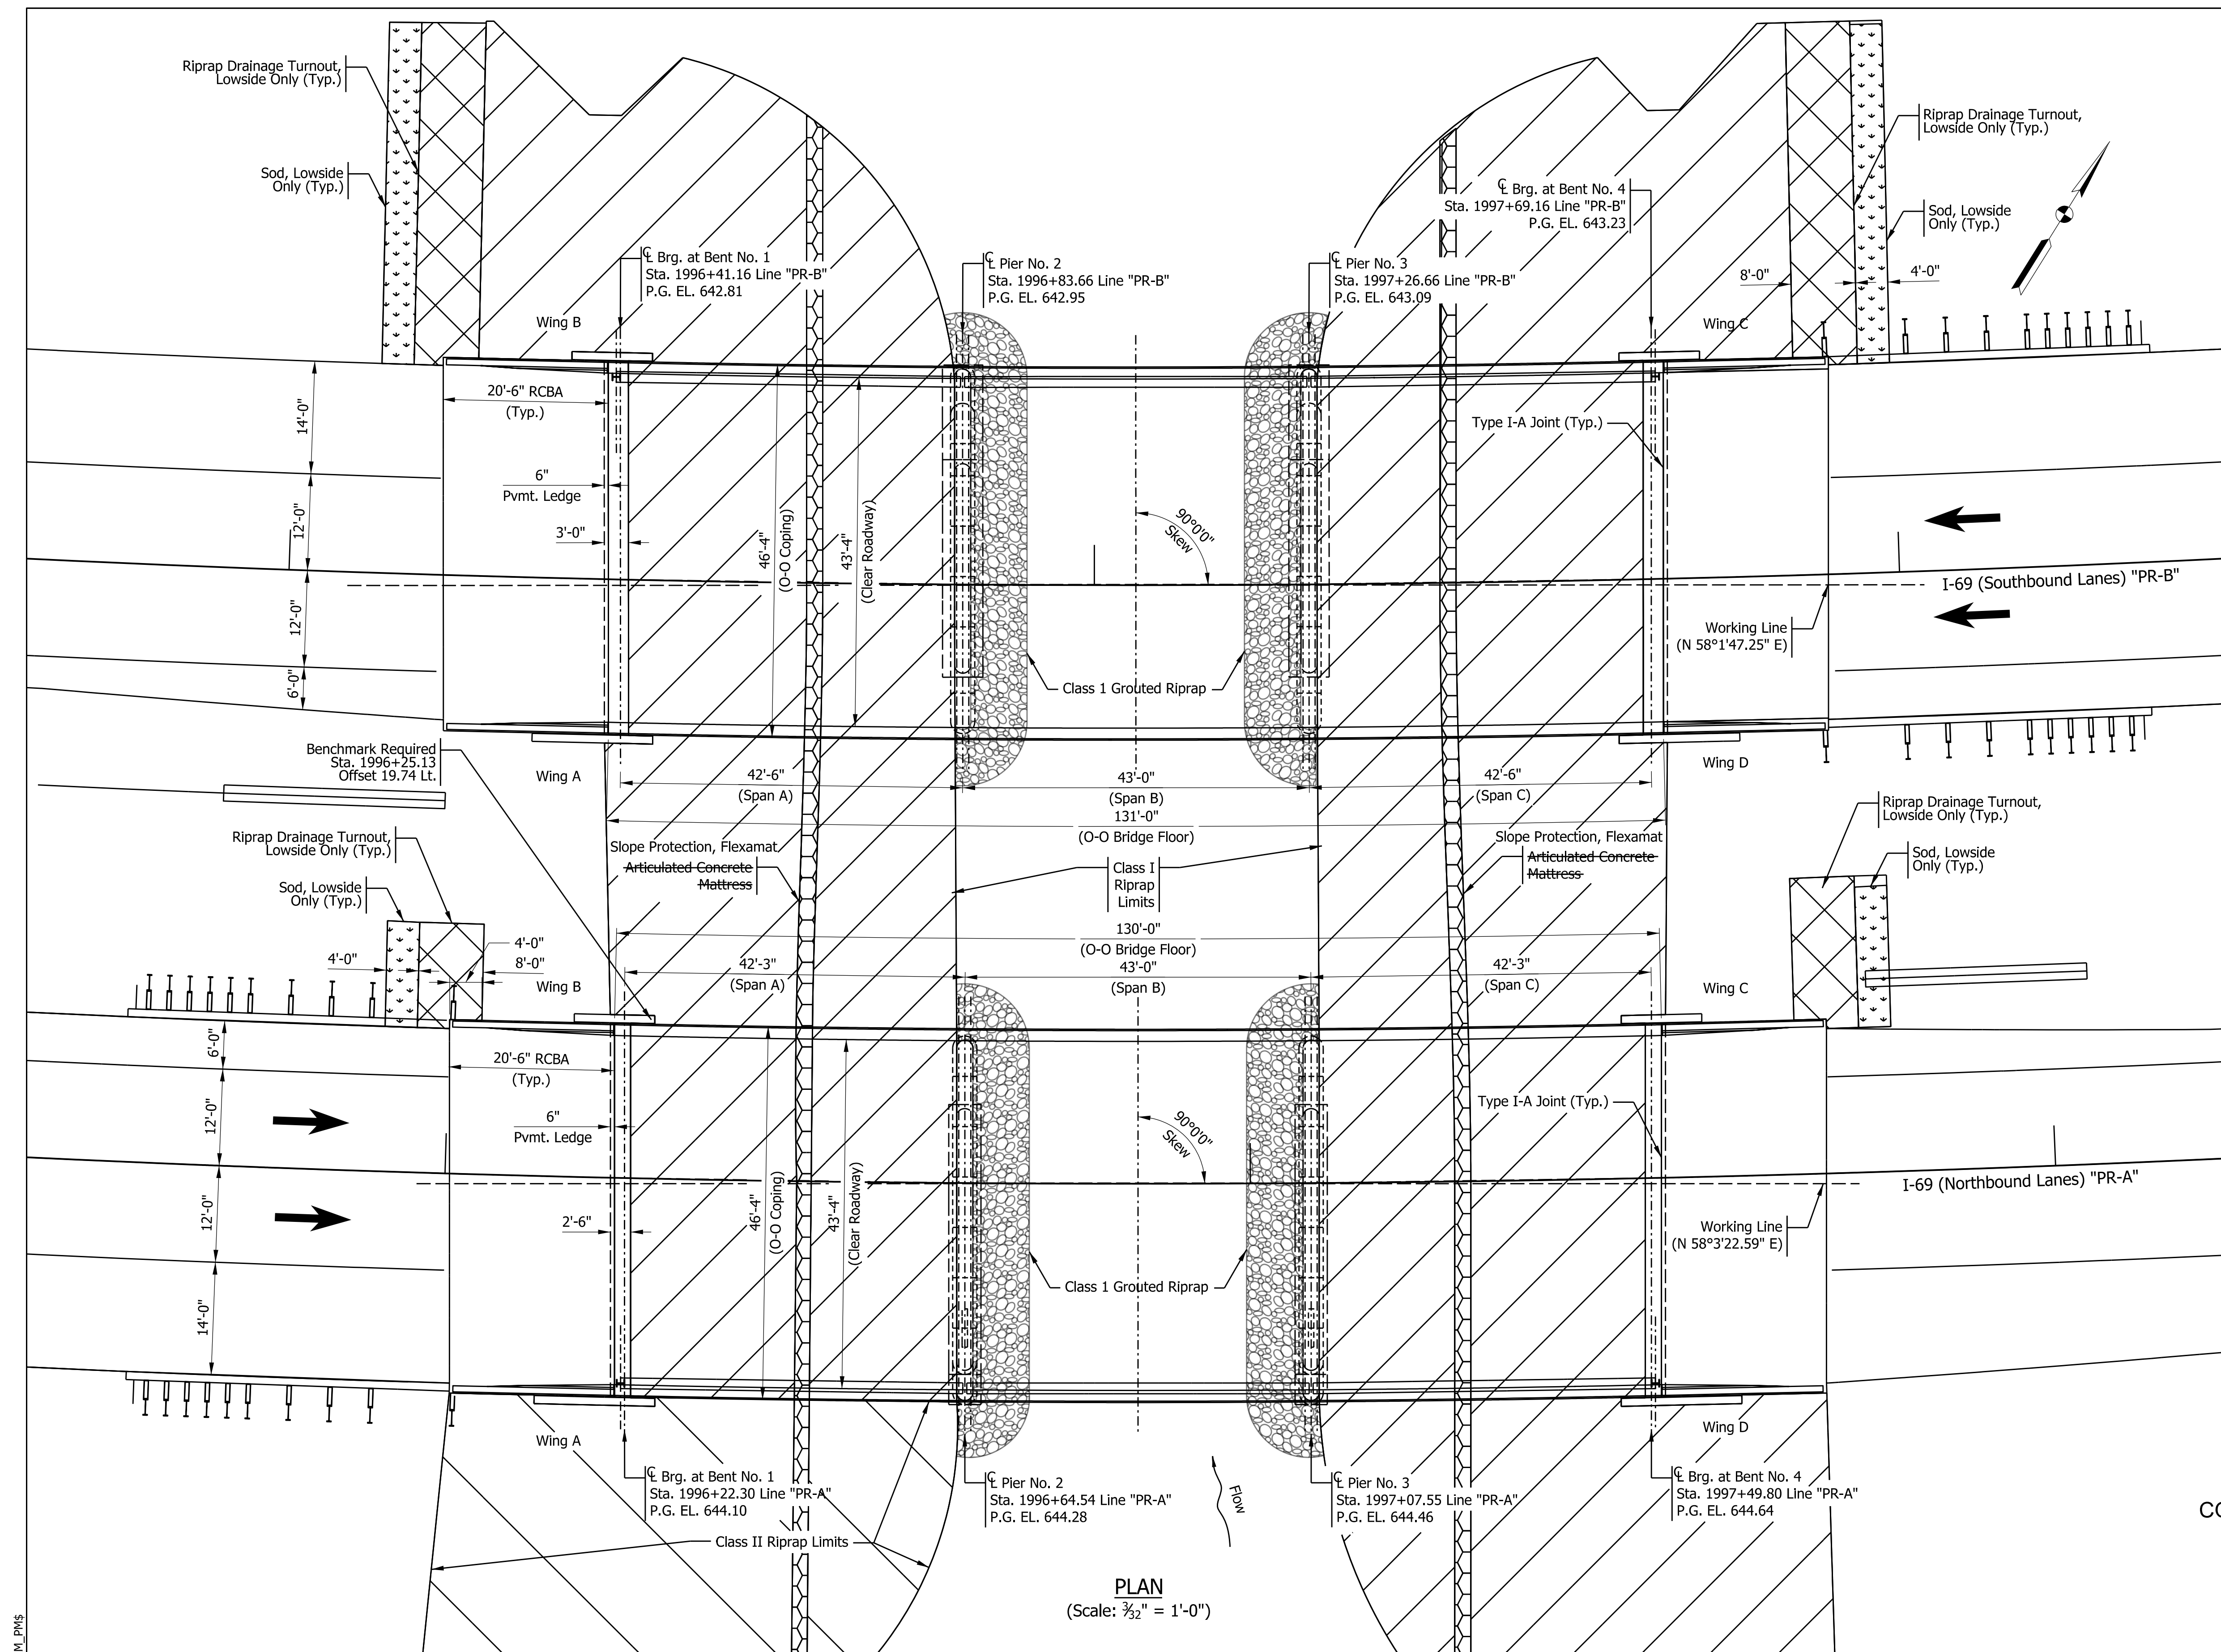 Riprap Drainage Turnout,
Lowside Only (Typ.)
Sod, Lowside
Only (Typ.)
Riprap Drainage Turnout,
Lowside Only (Typ.)
Sod, Lowside
Only (Typ.)
8'-0"
4'-0"
℄ Brg. at Bent No. 1
Sta. 1996+41.16 Line "PR-B"
P.G. EL. 642.81
℄ Pier No. 2
Sta. 1996+83.66 Line "PR-B"
P.G. EL. 642.95
℄ Pier No. 3
Sta. 1997+26.66 Line "PR-B"
P.G. EL. 643.09
℄ Brg. at Bent No. 4
Sta. 1997+69.16 Line "PR-B"
P.G. EL. 643.23
Wing B
Wing C
20'-6" RCBA
(Typ.)
14'-0"
12'-0"
12'-0"
6'-0"
6"
Pvmt. Ledge
3'-0"
46'-4"
(O-O Coping)
43'-4"
(Clear Roadway)
90°0'0"
Skew
Type I-A Joint (Typ.)
I-69 (Southbound Lanes) "PR-B"
Working Line
(N 58°1'47.25" E)
Class 1 Grouted Riprap
Benchmark Required
Sta. 1996+25.13
Offset 19.74 Lt.
Wing A
Wing D
42'-6"
(Span A)
43'-0"
(Span B)
42'-6"
(Span C)
131'-0"
(O-O Bridge Floor)
Riprap Drainage Turnout,
Lowside Only (Typ.)
Sod, Lowside
Only (Typ.)
Slope Protection, Flexamat
Articulated Concrete
Mattress
Class I
Riprap
Limits
Slope Protection, Flexamat
Articulated Concrete
Mattress
Riprap Drainage Turnout,
Lowside Only (Typ.)
Sod, Lowside
Only (Typ.)
130'-0"
(O-O Bridge Floor)
42'-3"
(Span A)
43'-0"
(Span B)
42'-3"
(Span C)
4'-0"
4'-0"
8'-0"
Wing B
Wing C
20'-6" RCBA
(Typ.)
6'-0"
12'-0"
12'-0"
14'-0"
6"
Pvmt. Ledge
2'-6"
46'-4"
(O-O Coping)
43'-4"
(Clear Roadway)
90°0'0"
Skew
Type I-A Joint (Typ.)
I-69 (Northbound Lanes) "PR-A"
Working Line
(N 58°3'22.59" E)
Class 1 Grouted Riprap
Wing A
Wing D
℄ Brg. at Bent No. 1
Sta. 1996+22.30 Line "PR-A"
P.G. EL. 644.10
℄ Pier No. 2
Sta. 1996+64.54 Line "PR-A"
P.G. EL. 644.28
Flow
℄ Pier No. 3
Sta. 1997+07.55 Line "PR-A"
P.G. EL. 644.46
℄ Brg. at Bent No. 4
Sta. 1997+49.80 Line "PR-A"
P.G. EL. 644.64
Class II Riprap Limits
PLAN
(Scale: 3/32" = 1'-0")
M_PM$